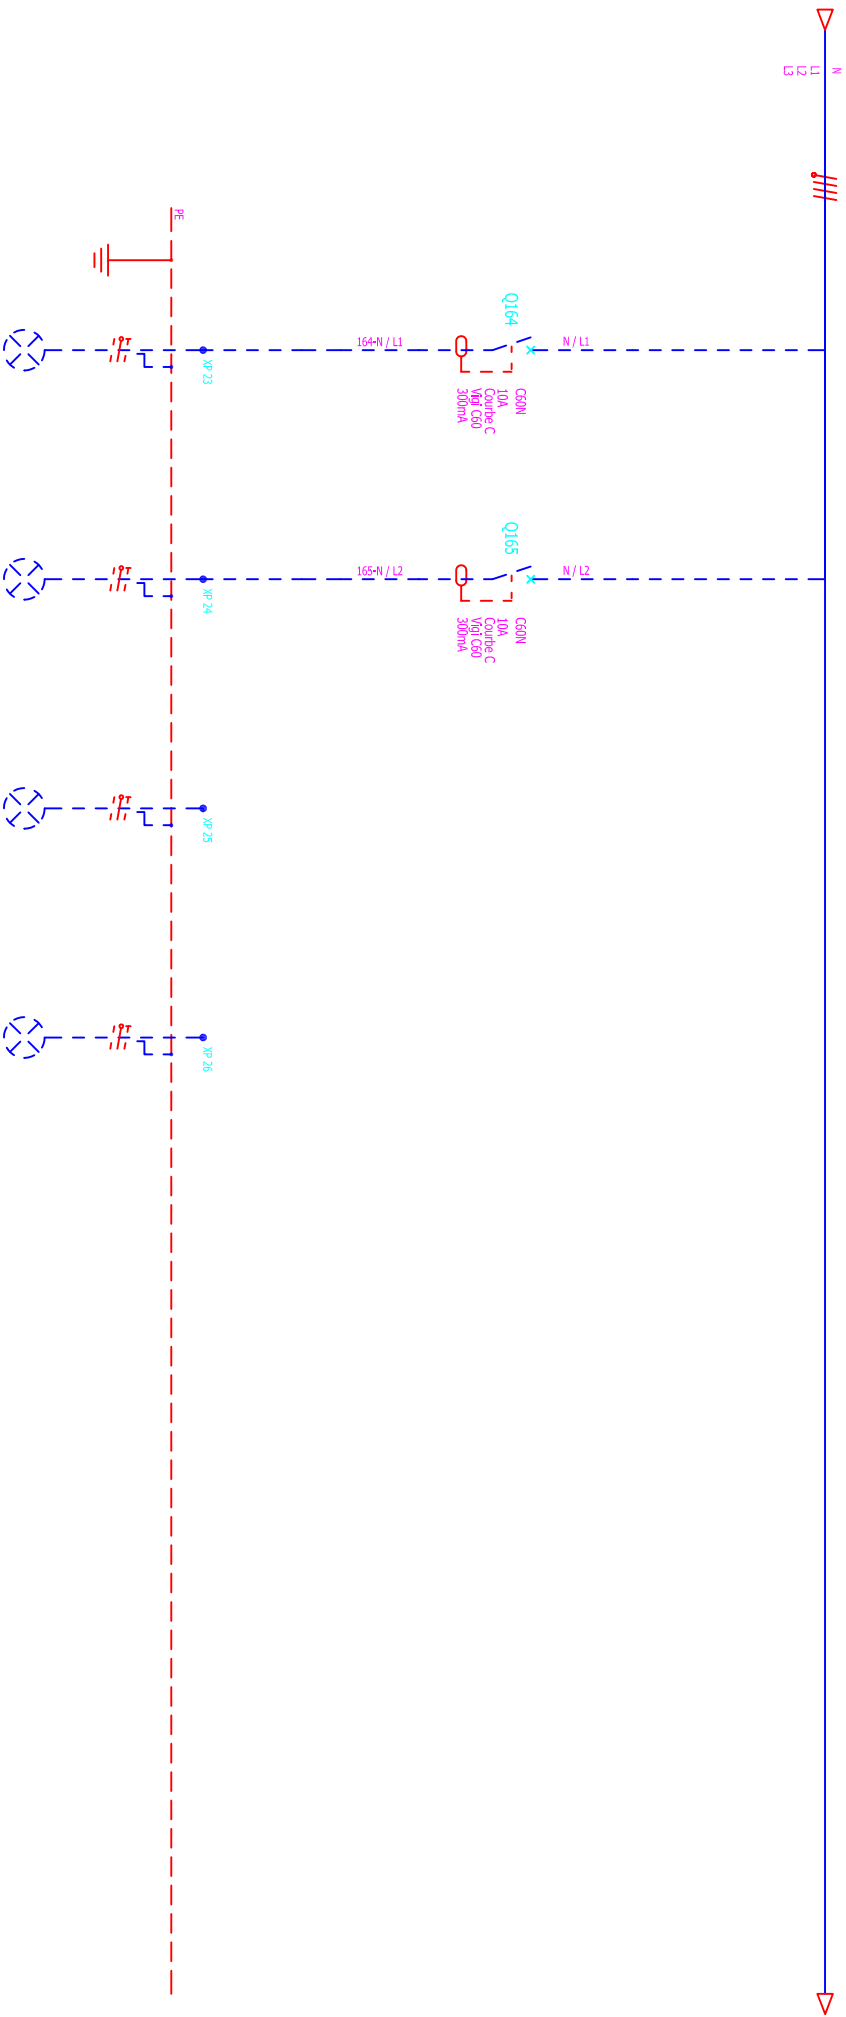 N
L1
L2
L3
PE
Q164
164-N / L1
N / L1
XP 23
C60N
10A
Courbe C
Vigi C60
300mA
Q165
165-N / L2
N / L2
XP 24
C60N
10A
Courbe C
Vigi C60
300mA
XP 25
XP 26